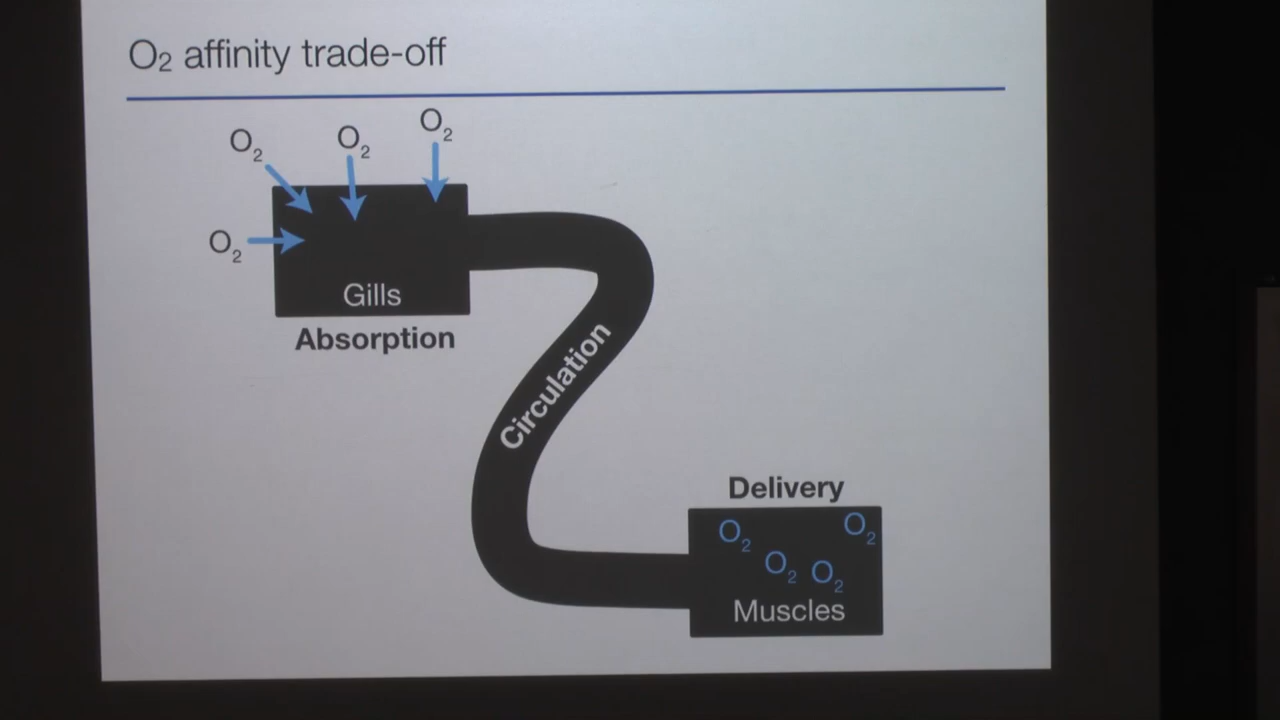 O₂ affinity trade-off
O₂
O₂
O₂
O₂
Gills
Absorption
Circulation
Delivery
O₂
O₂
O₂
O₂
Muscles